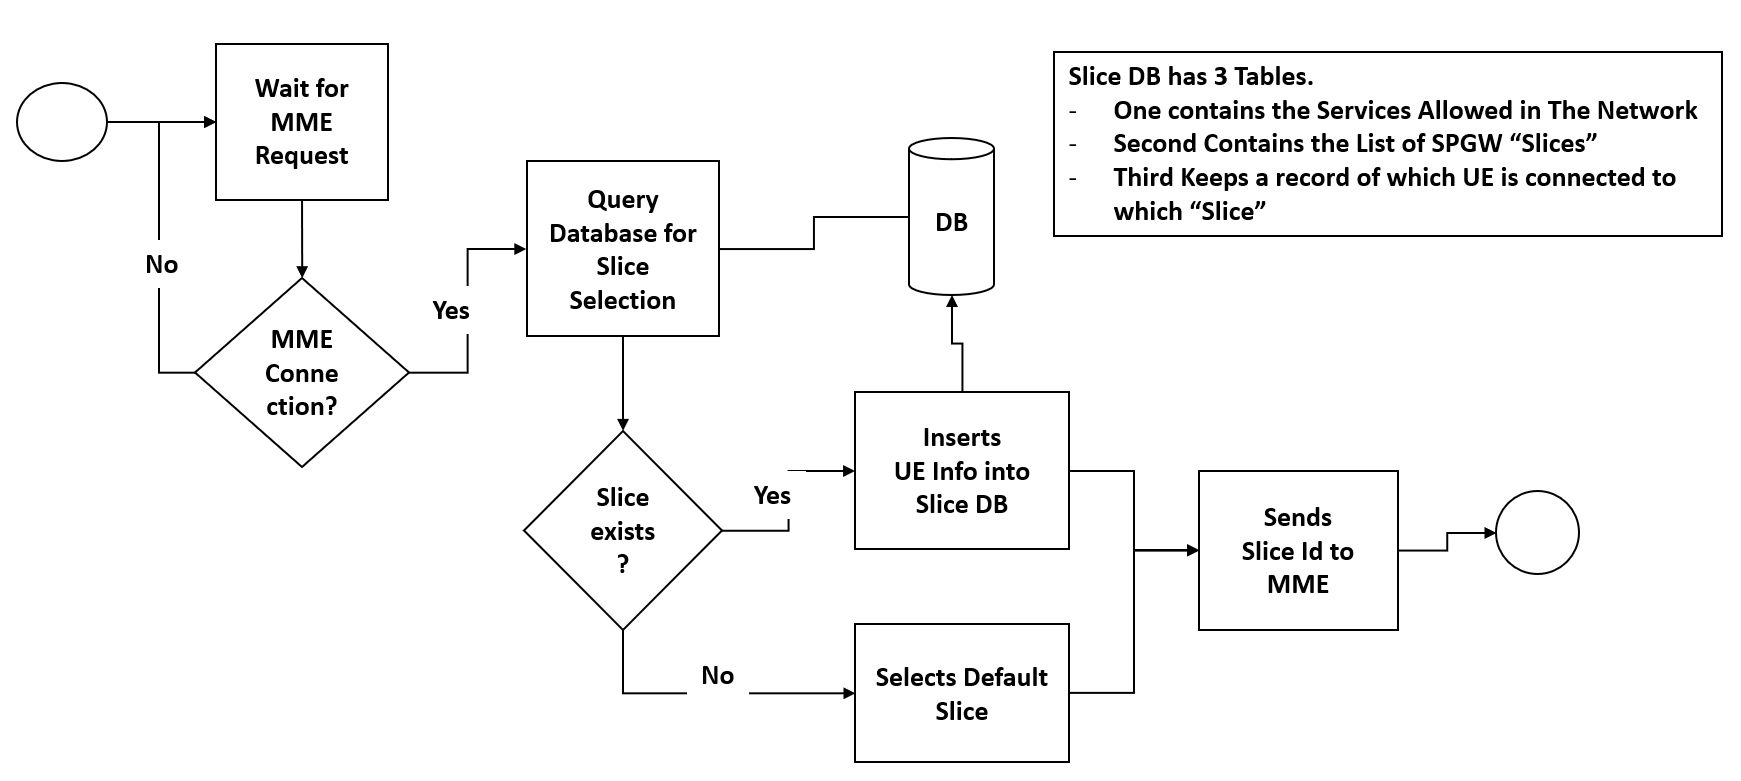 Wait for
MME
Request
No
MME
Conne
ction?
Yes
Query
Database for
Slice
Selection
DB
Slice DB has 3 Tables.
- One contains the Services Allowed in The Network
- Second Contains the List of SPGW “Slices”
- Third Keeps a record of which UE is connected to
which “Slice”
Slice
exists
?
Yes
Inserts
UE Info into
Slice DB
No
Selects Default
Slice
Sends
Slice Id to
MME